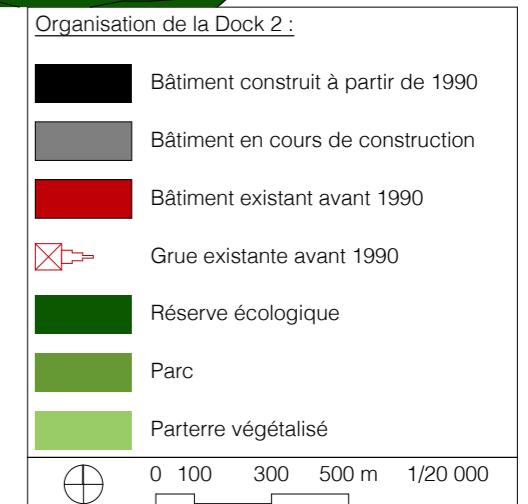 Organisation de la Dock 2 :
Bâtiment construit à partir de 1990
Bâtiment en cours de construction
Bâtiment existant avant 1990
Grue existante avant 1990
Réserve écologique
Parc
Parterre végétalisé
0 100 300 500 m 1/20 000